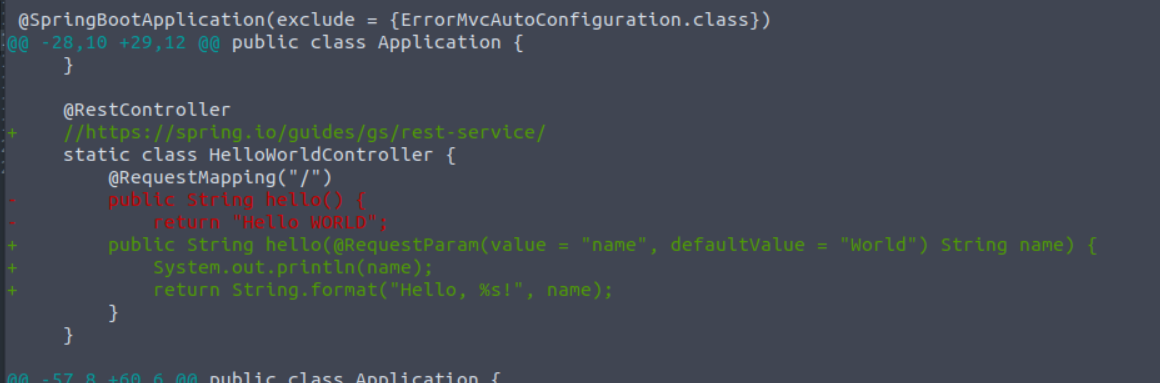 @SpringBootApplication(exclude = {ErrorMvcAutoConfiguration.class})
@@ -28,10 +29,12 @@ public class Application {
    }

    @RestController
+    //https://spring.io/guides/gs/rest-service/
    static class HelloWorldController {
        @RequestMapping("/")
-        public String hello() {
-            return "Hello WORLD";
+        public String hello(@RequestParam(value = "name", defaultValue = "World") String name) {
+            System.out.println(name);
+            return String.format("Hello, %s!", name);
        }
    }

@@ -57,8 +60,6 @@ public class Application {